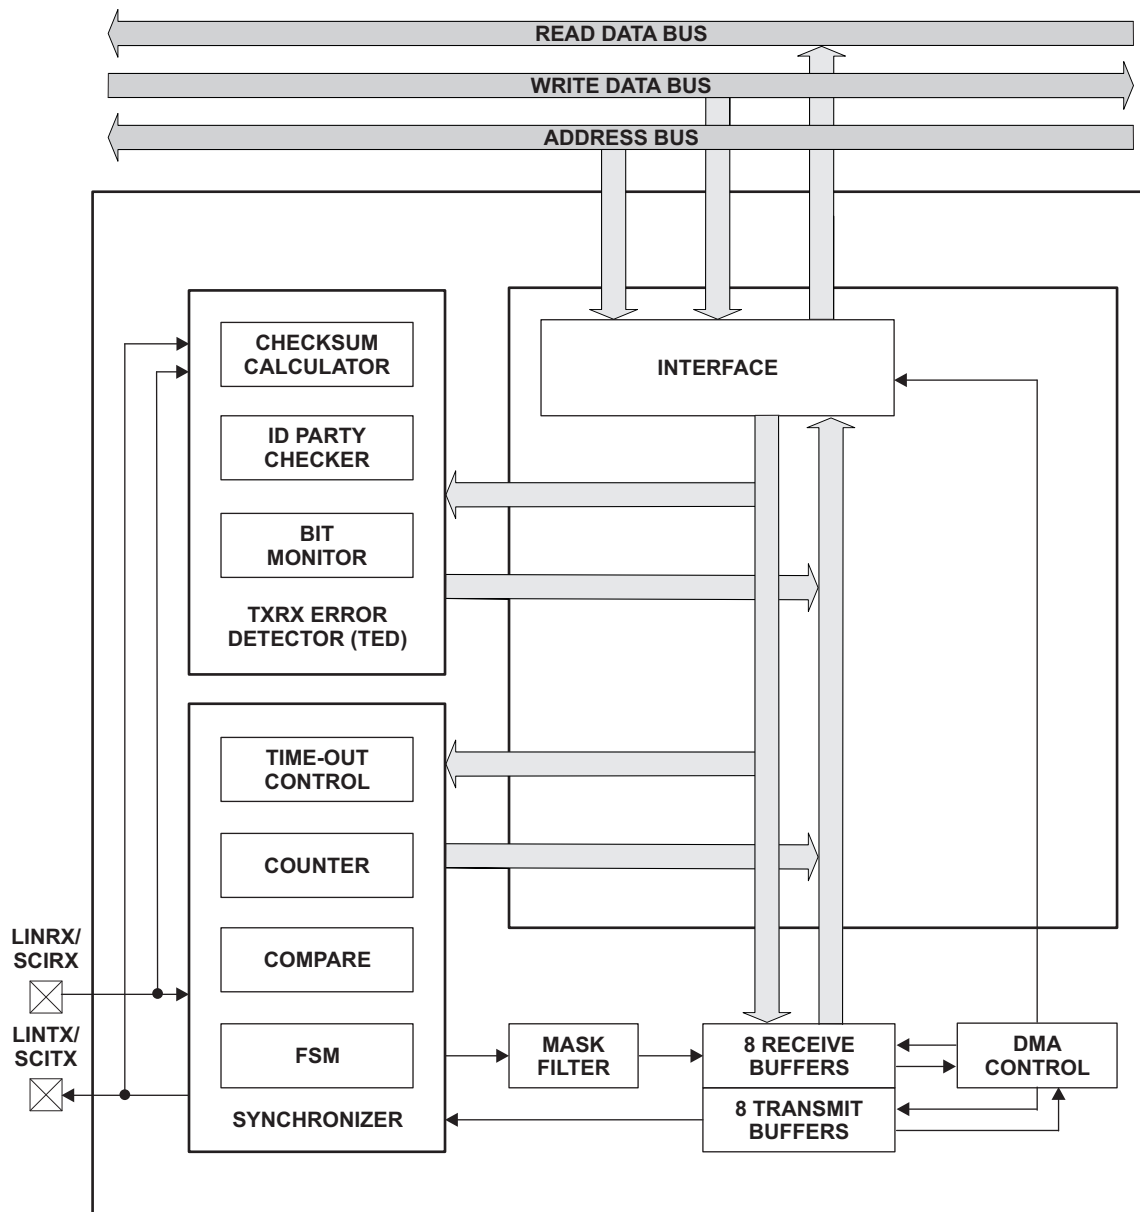 READ DATA BUS
WRITE DATA BUS
ADDRESS BUS
CHECKSUM
CALCULATOR
INTERFACE
ID PARTY
CHECKER
BIT
MONITOR
TXRX ERROR
DETECTOR (TED)
TIME-OUT
CONTROL
COUNTER
COMPARE
LINRX/
SCIRX
LINTX/
SCITX
FSM
SYNCHRONIZER
MASK
FILTER
8 RECEIVE
BUFFERS
8 TRANSMIT
BUFFERS
DMA
CONTROL